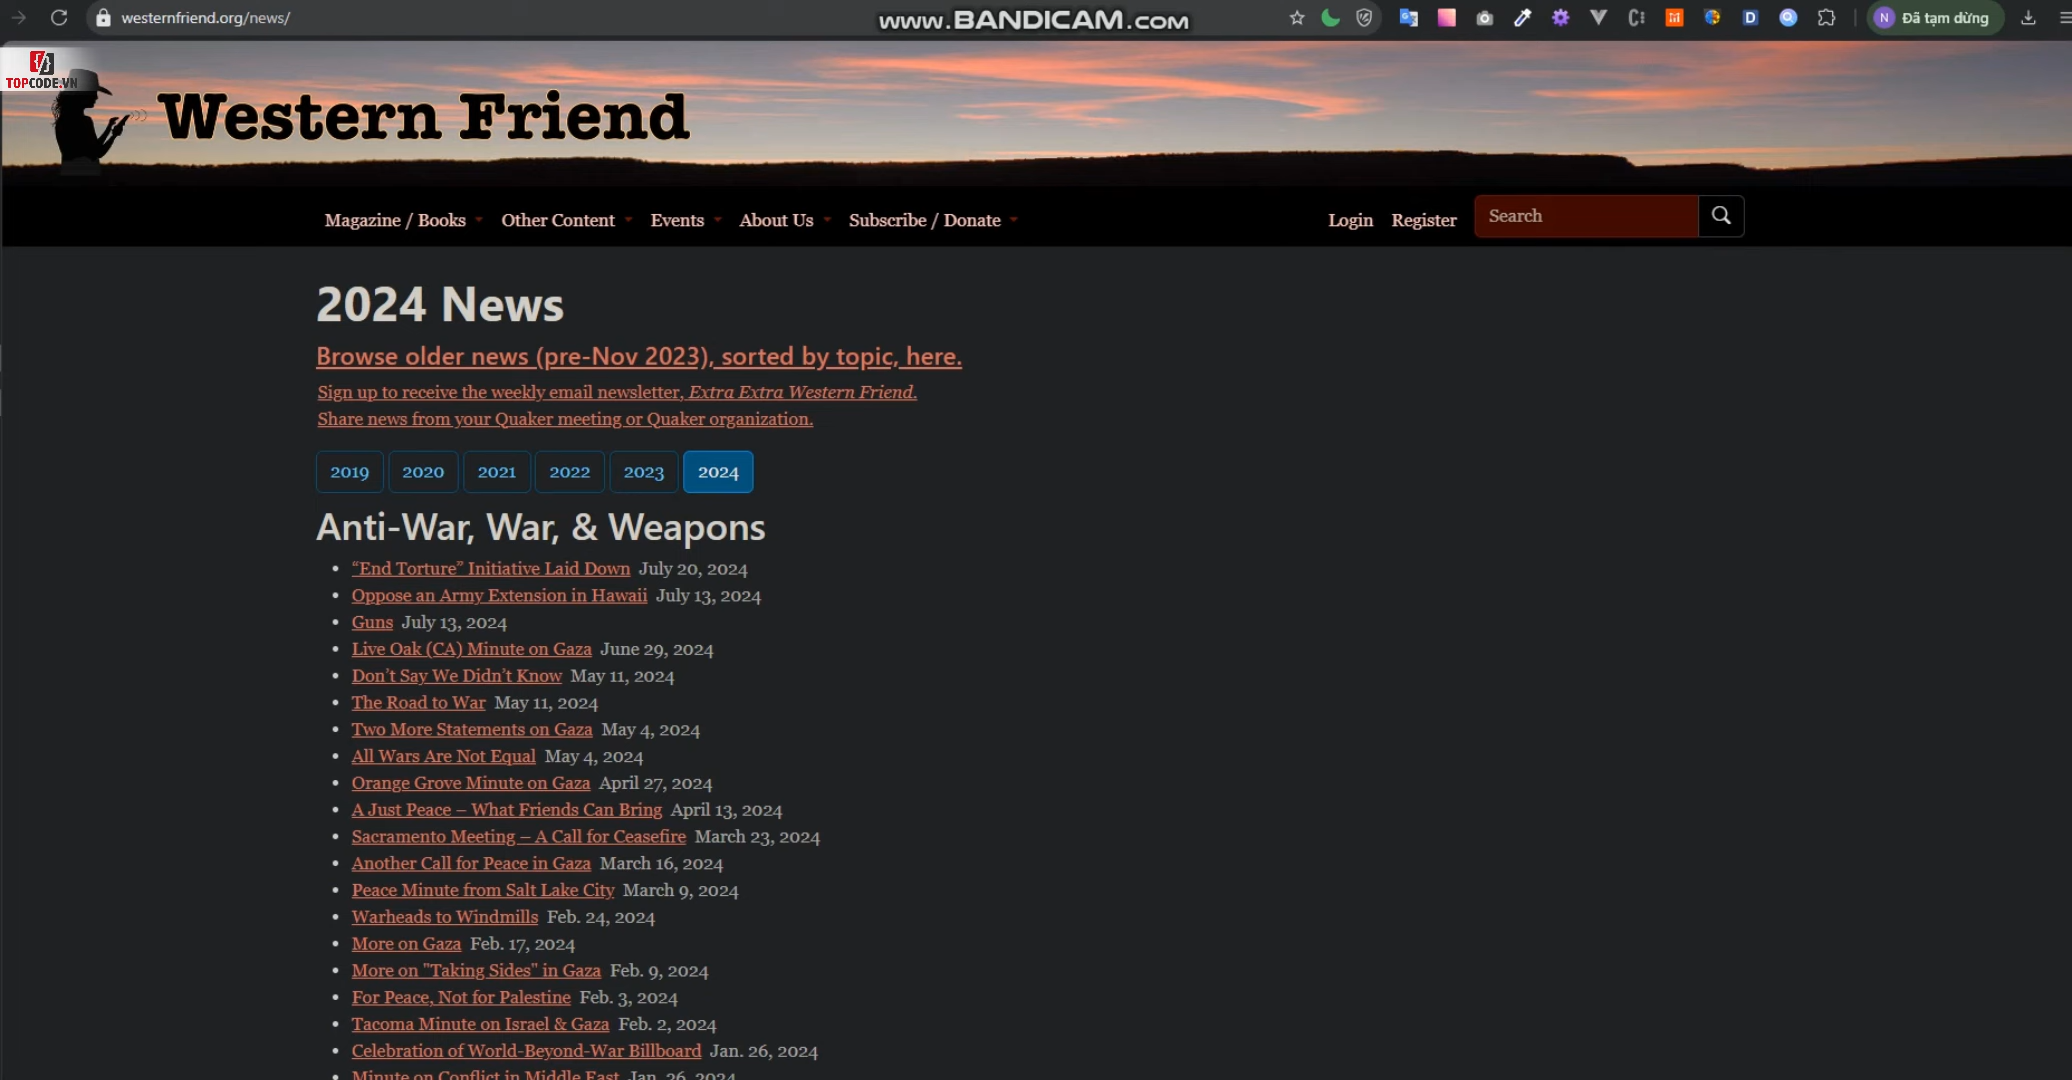 westernfriend.org/news/
www.BANDICAM.com
N Đã tạm dừng
TOPCODE.VN
Western Friend
Magazine / Books Other Content Events About Us Subscribe / Donate Login Register Search
2024 News
Browse older news (pre-Nov 2023), sorted by topic, here.
Sign up to receive the weekly email newsletter, Extra Extra Western Friend.
Share news from your Quaker meeting or Quaker organization.
2019 2020 2021 2022 2023 2024
Anti-War, War, & Weapons
• “End Torture” Initiative Laid Down July 20, 2024
• Oppose an Army Extension in Hawaii July 13, 2024
• Guns July 13, 2024
• Live Oak (CA) Minute on Gaza June 29, 2024
• Don’t Say We Didn’t Know May 11, 2024
• The Road to War May 11, 2024
• Two More Statements on Gaza May 4, 2024
• All Wars Are Not Equal May 4, 2024
• Orange Grove Minute on Gaza April 27, 2024
• A Just Peace – What Friends Can Bring April 13, 2024
• Sacramento Meeting – A Call for Ceasefire March 23, 2024
• Another Call for Peace in Gaza March 16, 2024
• Peace Minute from Salt Lake City March 9, 2024
• Warheads to Windmills Feb. 24, 2024
• More on Gaza Feb. 17, 2024
• More on "Taking Sides" in Gaza Feb. 9, 2024
• For Peace, Not for Palestine Feb. 3, 2024
• Tacoma Minute on Israel & Gaza Feb. 2, 2024
• Celebration of World-Beyond-War Billboard Jan. 26, 2024
• Minute on Conflict in Middle East Jan. 26, 2024